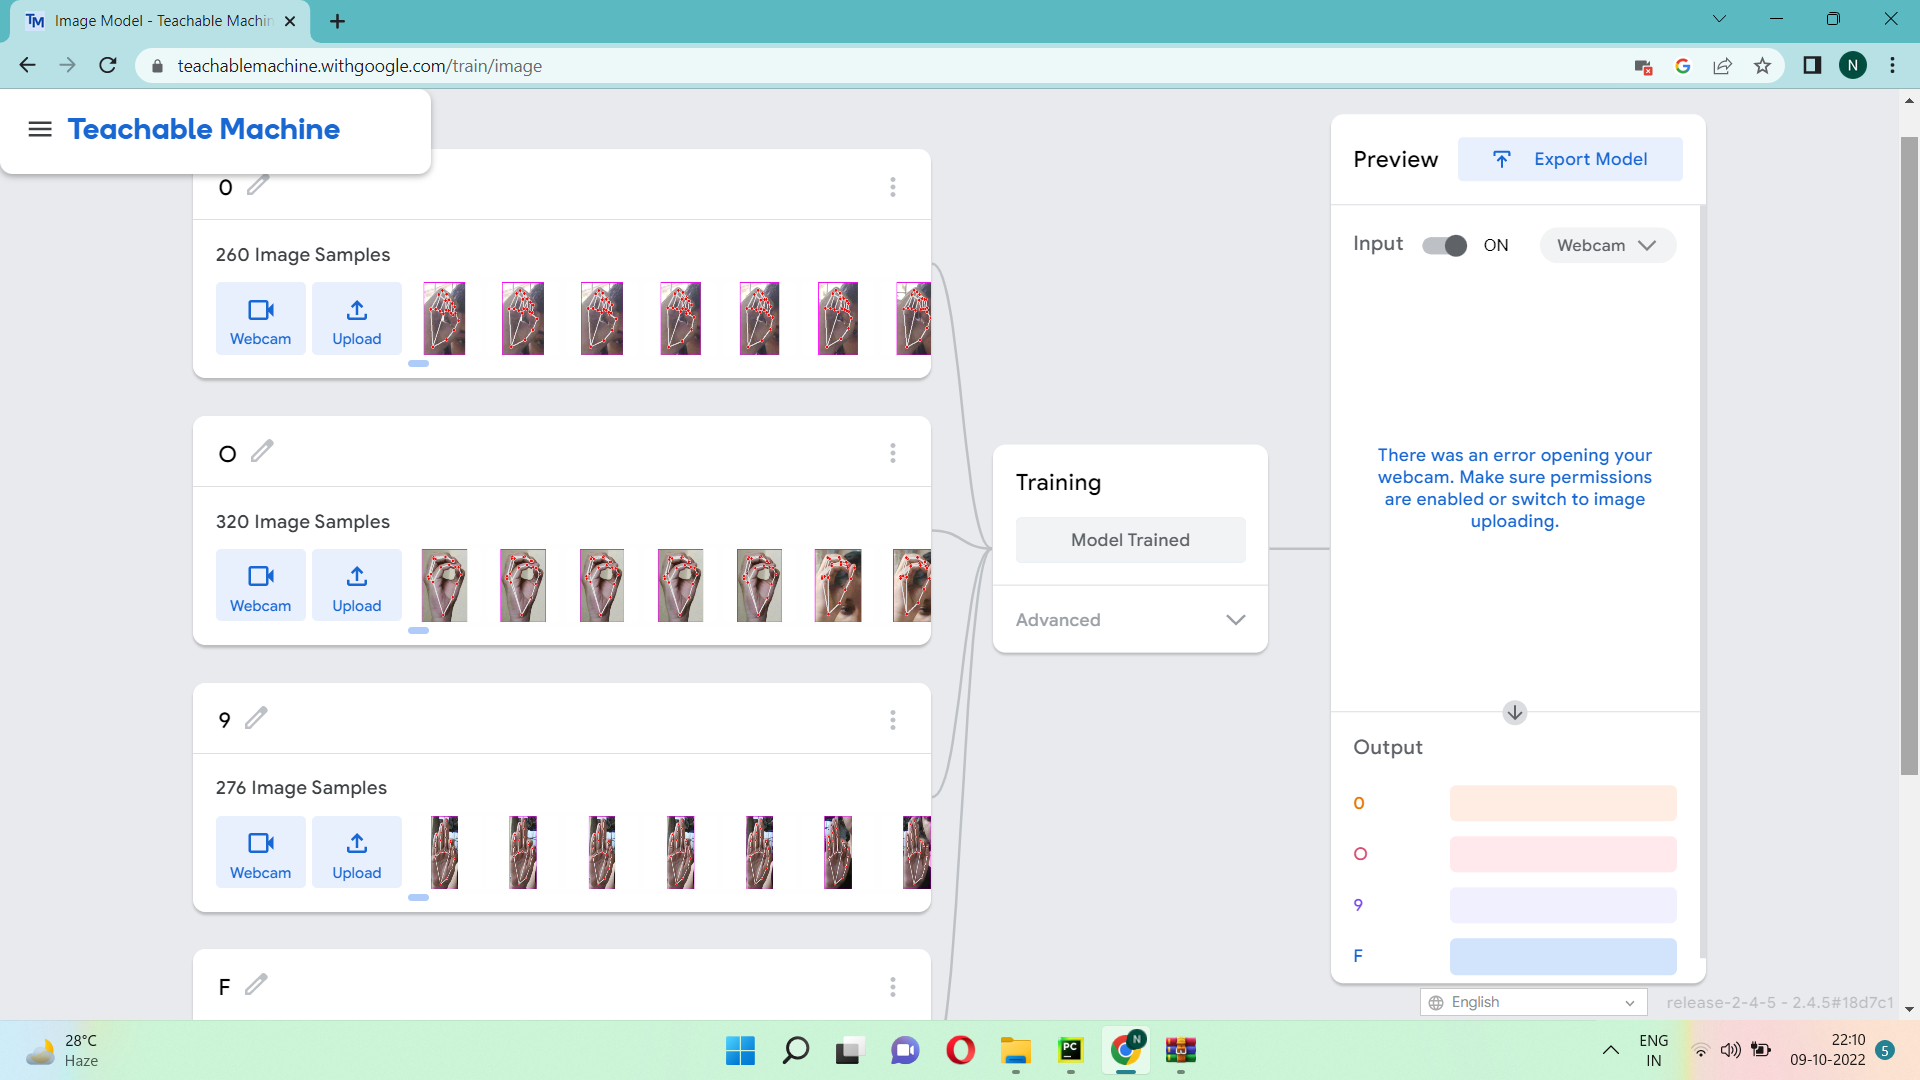 TM Image Model - Teachable Machin
teachablemachine.withgoogle.com/train/image
N
Teachable Machine
0
260 Image Samples
Webcam
Upload
O
320 Image Samples
Webcam
Upload
9
276 Image Samples
Webcam
Upload
F
Training
Model Trained
Advanced
Preview
Export Model
Input
ON
Webcam
There was an error opening your
webcam. Make sure permissions
are enabled or switch to image
uploading.
Output
0
O
9
F
English
release-2-4-5 - 2.4.5#18d7c1
28°C
Haze
PC
N
ENG
IN
22:10
09-10-2022
5